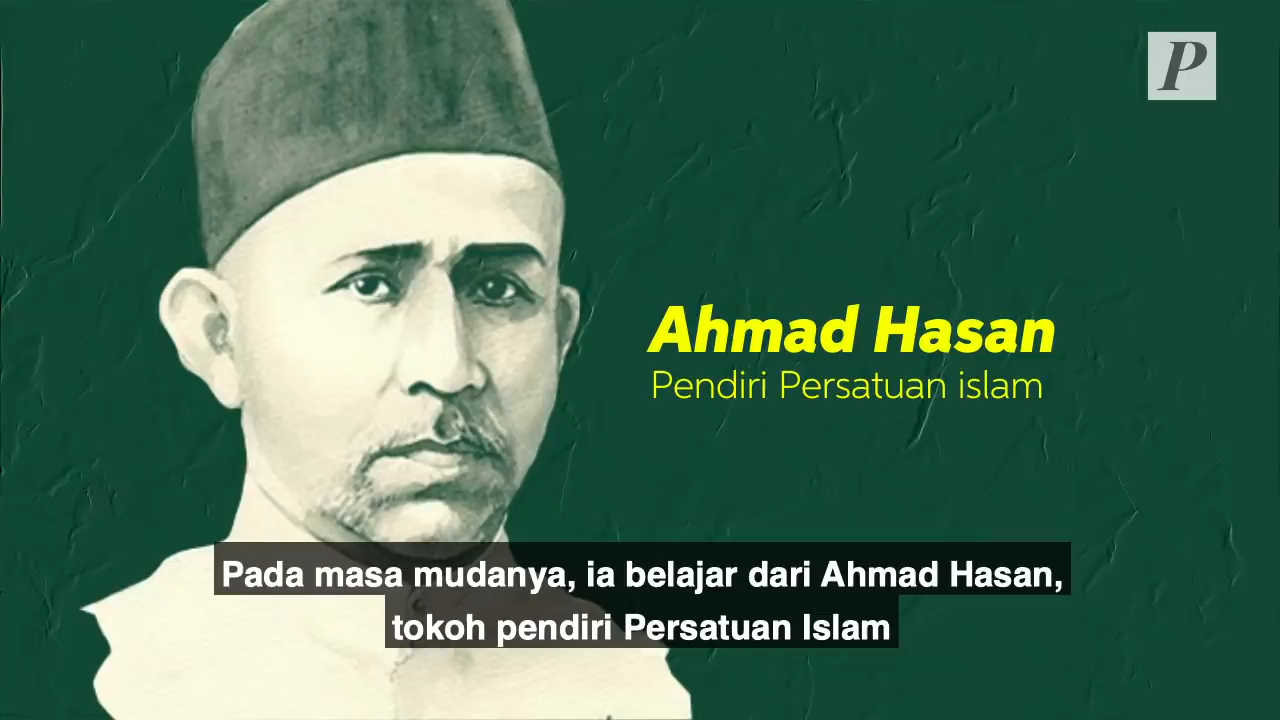 P
Ahmad Hasan
Pendiri Persatuan islam
Pada masa mudanya, ia belajar dari Ahmad Hasan,
tokoh pendiri Persatuan Islam